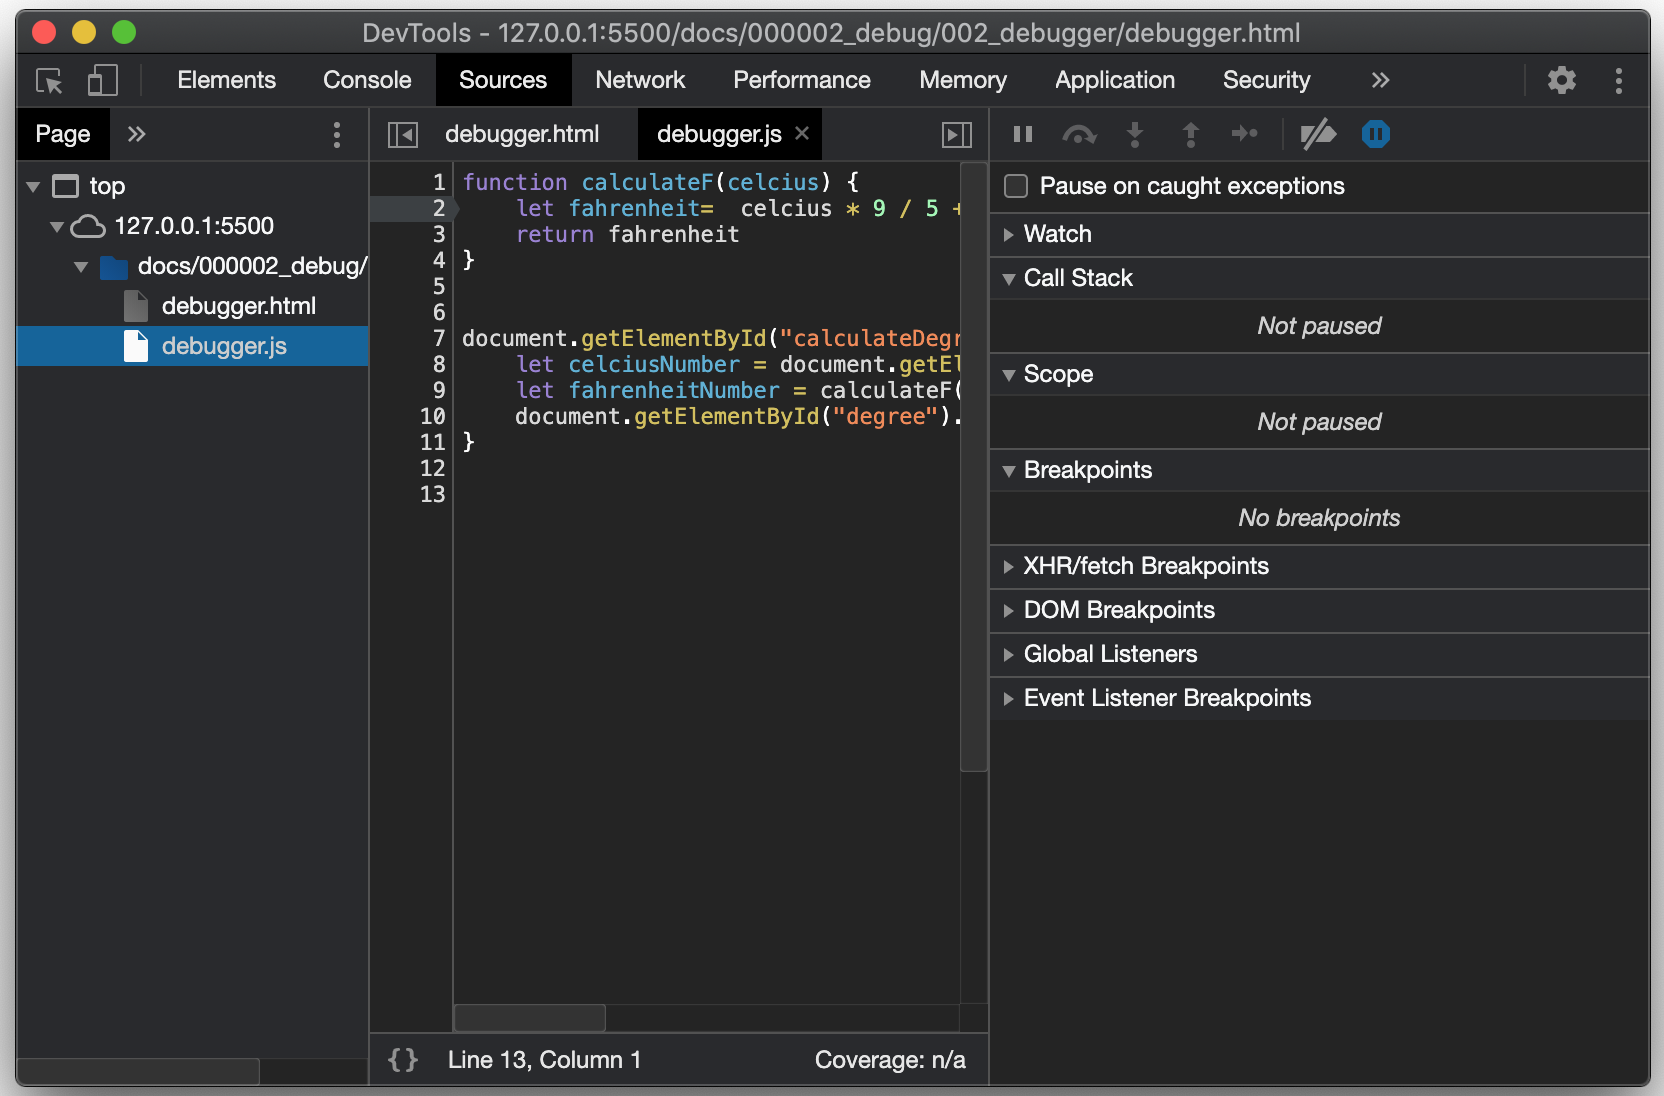 DevTools - 127.0.0.1:5500/docs/000002_debug/002_debugger/debugger.html
Elements Console Sources Network Performance Memory Application Security »
Page »
top
127.0.0.1:5500
docs/000002_debug/
debugger.html
debugger.js
debugger.html debugger.js ×
1 function calculateF(celcius) {
2     let fahrenheit=  celcius * 9 / 5 +
3     return fahrenheit
4 }
5
6
7 document.getElementById("calculateDegr
8     let celciusNumber = document.getEl
9     let fahrenheitNumber = calculateF(
10     document.getElementById("degree").
11 }
12
13
{} Line 13, Column 1 Coverage: n/a
Pause on caught exceptions
Watch
Call Stack
Not paused
Scope
Not paused
Breakpoints
No breakpoints
XHR/fetch Breakpoints
DOM Breakpoints
Global Listeners
Event Listener Breakpoints